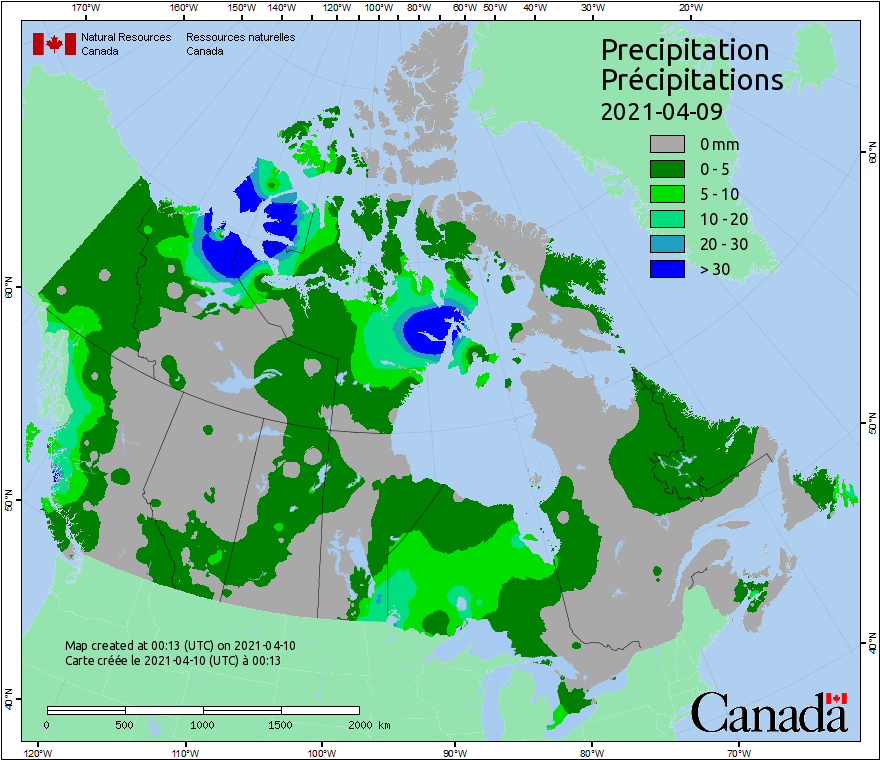 170°W 160°W 150°W 140°W 120°W 100°W 80°W 60°W 50°W 40°W 30°W 20°W
Natural Resources Canada
Ressources naturelles Canada
Precipitation
Précipitations
2021-04-09
0 mm
0 - 5
5 - 10
10 - 20
20 - 30
> 30
60°N
50°N
40°N
60°N
50°N
40°N
Map created at 00:13 (UTC) on 2021-04-10
Carte créée le 2021-04-10 (UTC) à 00:13
0 500 1000 1500 2000 km
Canada
120°W 110°W 100°W 90°W 80°W 70°W